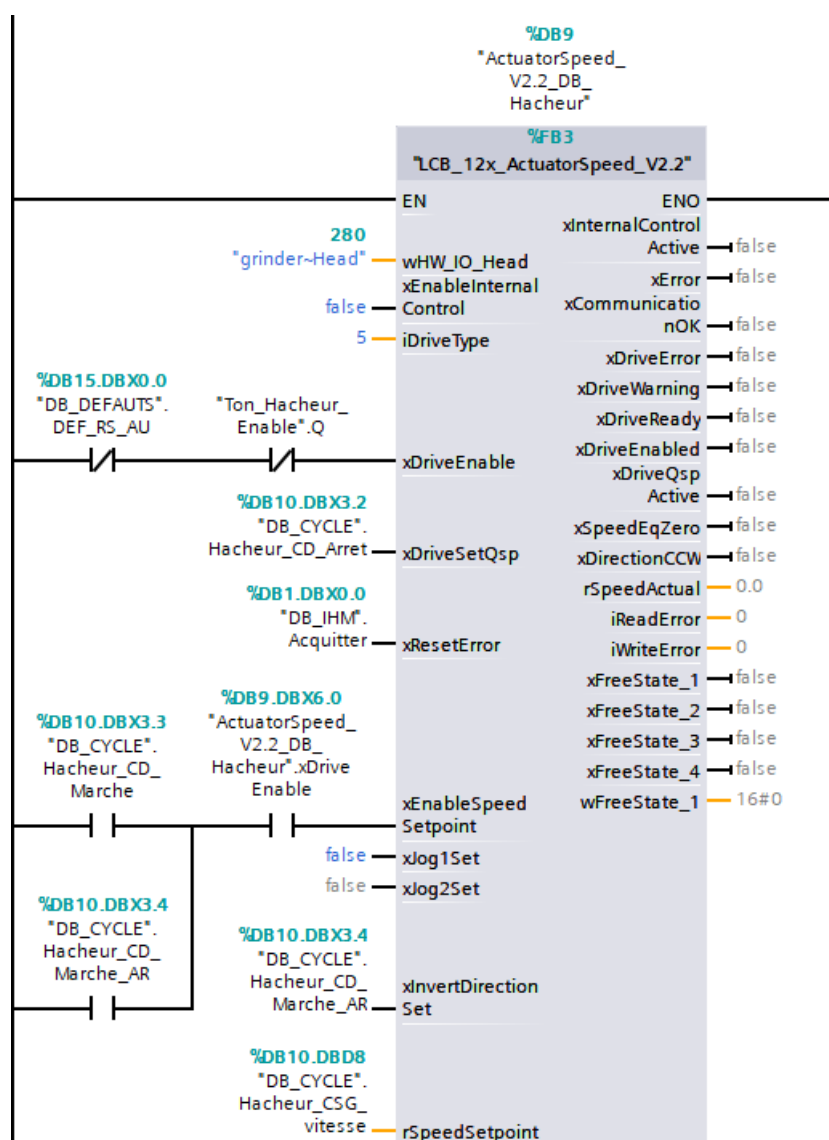 %DB9
"ActuatorSpeed_
V2.2_DB_
Hacheur"
%FB3
"LCB_12x_ActuatorSpeed_V2.2"
EN
ENO
280
"grinder~Head"
wHW_IO_Head
xEnableInternal
Control
false
5
iDriveType
%DB15.DBX0.0
"DB_DEFAUTS".
DEF_RS_AU
"Ton_Hacheur_
Enable".Q
xDriveEnable
%DB10.DBX3.2
"DB_CYCLE".
Hacheur_CD_Arret
xDriveSetQsp
%DB1.DBX0.0
"DB_IHM".
Acquitter
xResetError
%DB10.DBX3.3
"DB_CYCLE".
Hacheur_CD_
Marche
%DB9.DBX6.0
"ActuatorSpeed_
V2.2_DB_
Hacheur".xDrive
Enable
xEnableSpeed
Setpoint
false
xJog1Set
false
xJog2Set
%DB10.DBX3.4
"DB_CYCLE".
Hacheur_CD_
Marche_AR
%DB10.DBX3.4
"DB_CYCLE".
Hacheur_CD_
Marche_AR
xInvertDirection
Set
%DB10.DBD8
"DB_CYCLE".
Hacheur_CSG_
vitesse
rSpeedSetpoint
xInternalControl
Active
false
xError
false
xCommunicatio
nOK
false
xDriveError
false
xDriveWarning
false
xDriveReady
false
xDriveEnabled
false
xDriveQsp
Active
false
xSpeedEqZero
false
xDirectionCCW
false
rSpeedActual
0.0
iReadError
0
iWriteError
0
xFreeState_1
false
xFreeState_2
false
xFreeState_3
false
xFreeState_4
false
wFreeState_1
16#0